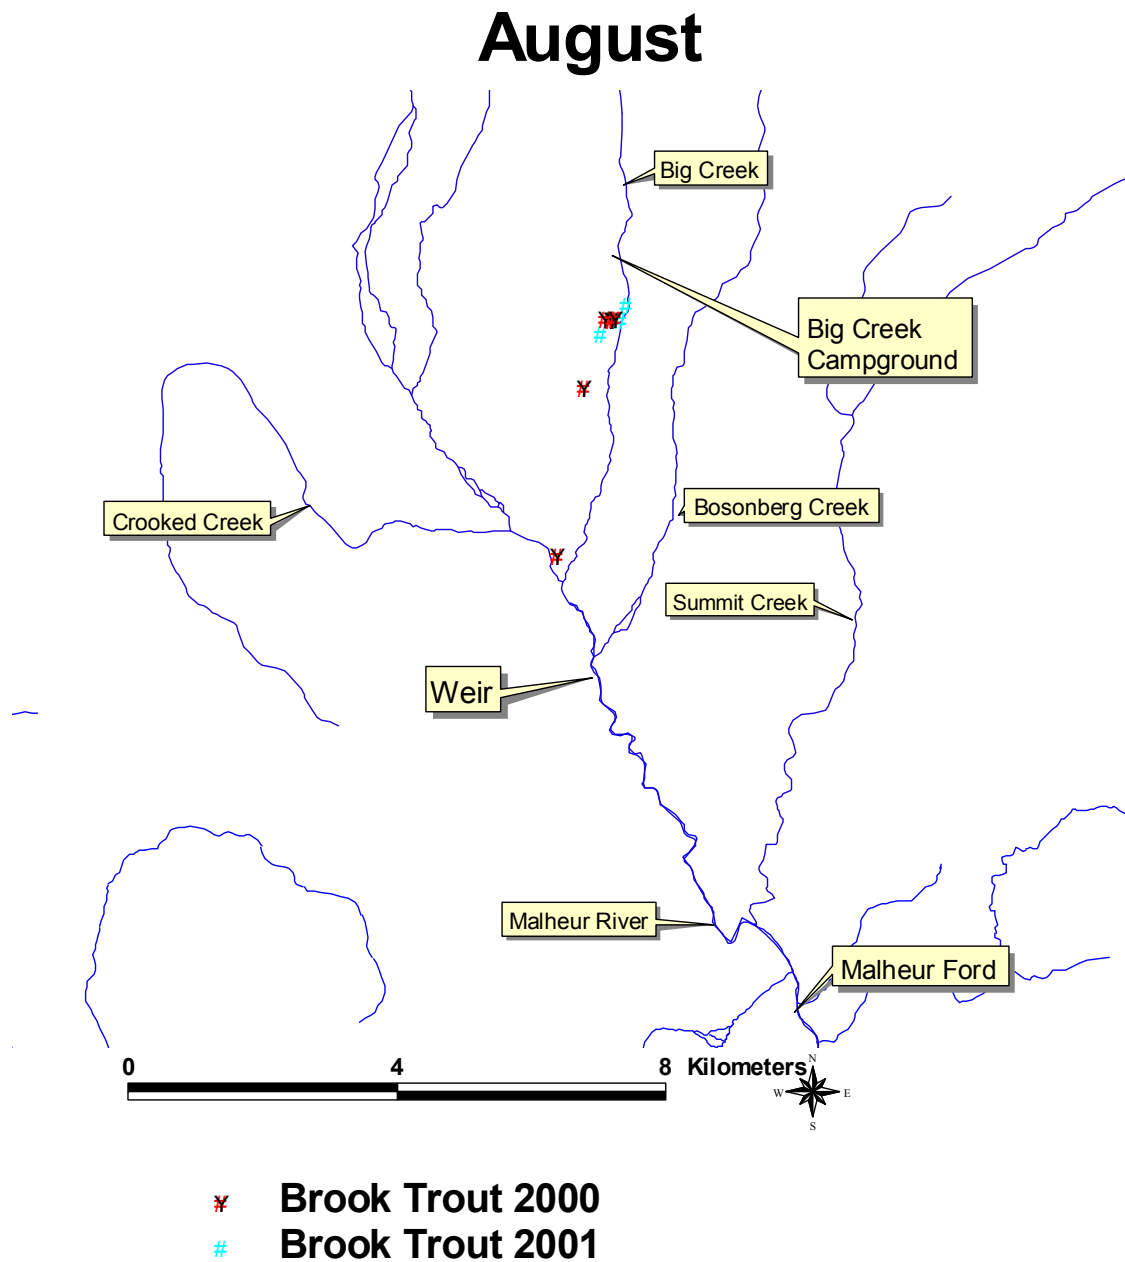 August
Big Creek
Big Creek
Campground
Crooked Creek
Bosonberg Creek
Summit Creek
Weir
Malheur River
Malheur Ford
0 4 8 Kilometers
N
W E
S
Brook Trout 2000
Brook Trout 2001